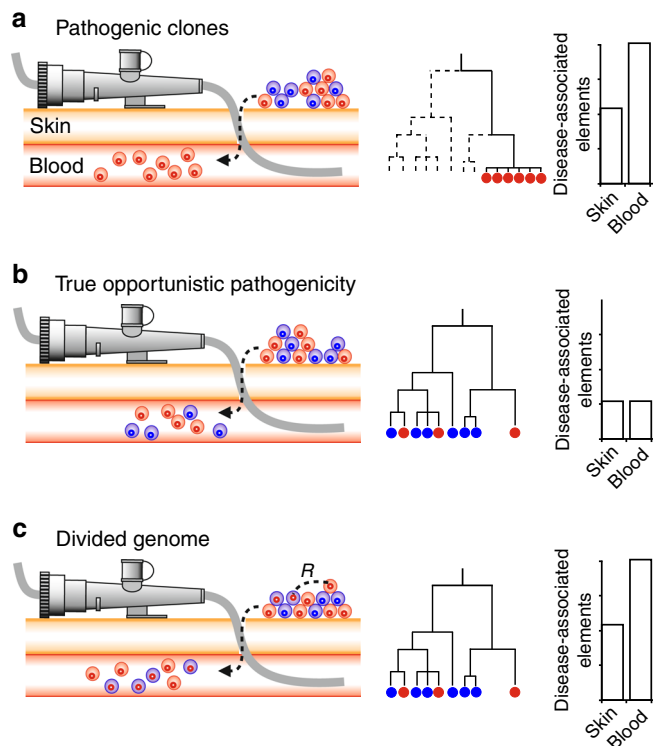 a
Pathogenic clones
Skin
Blood
Disease-associated
elements
Skin
Blood
b
True opportunistic pathogenicity
Disease-associated
elements
Skin
Blood
c
Divided genome
R
Disease-associated
elements
Skin
Blood